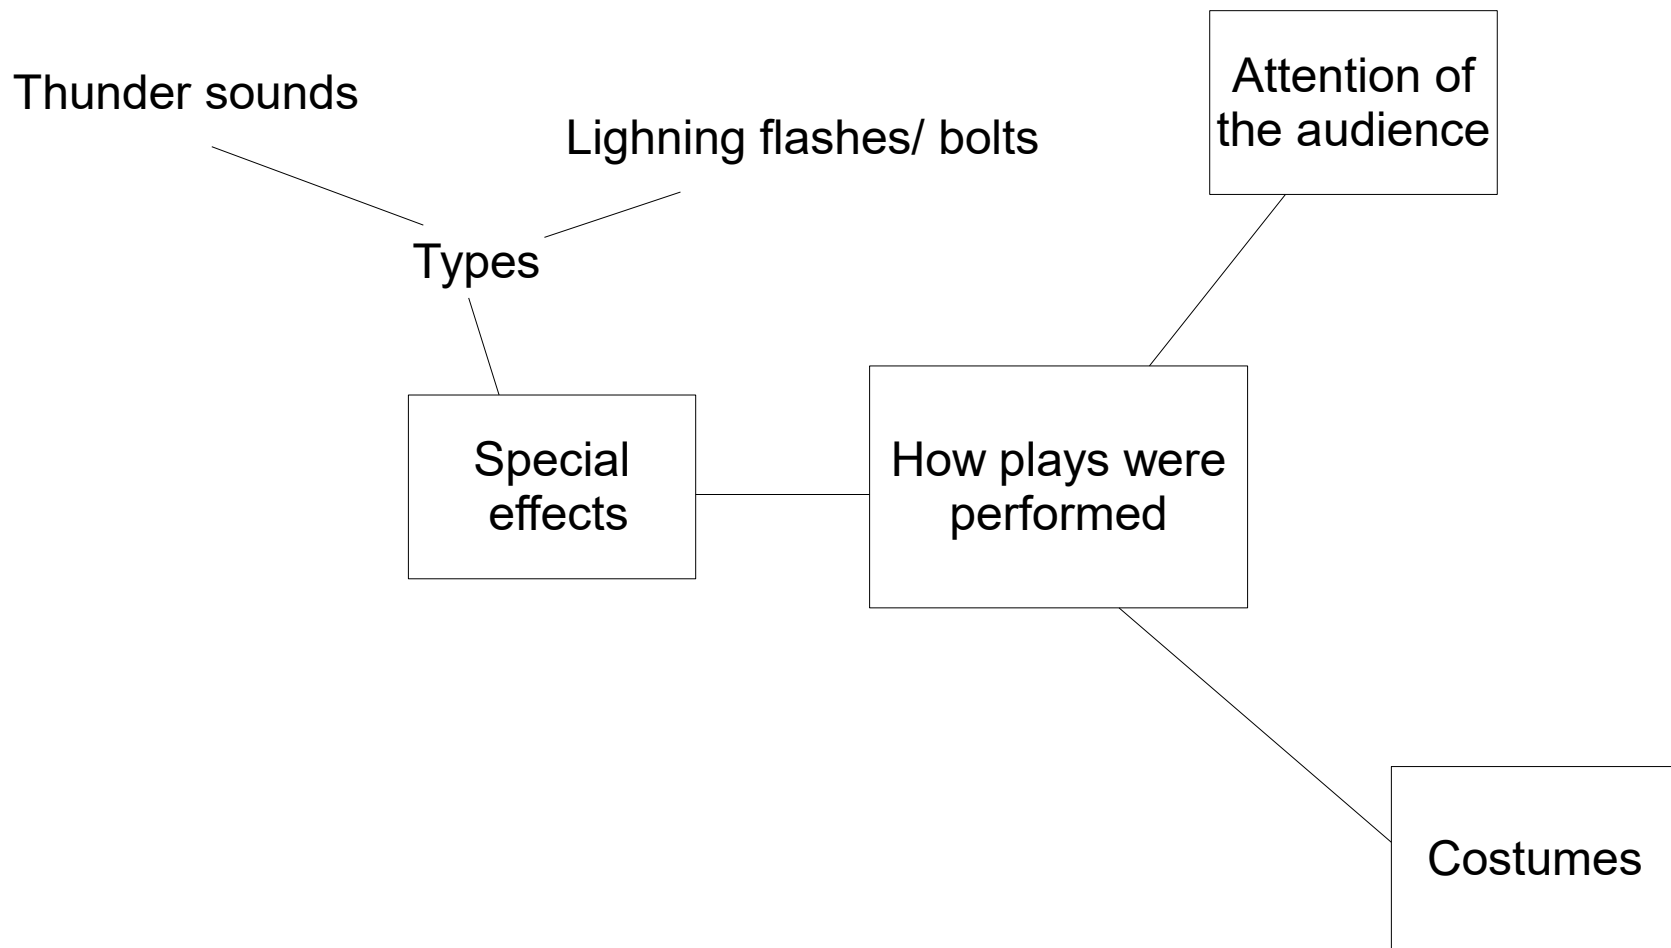 Attention of
the audience
Thunder sounds
Lighning flashes/ bolts
Types
Special
effects
How plays were
performed
Costumes